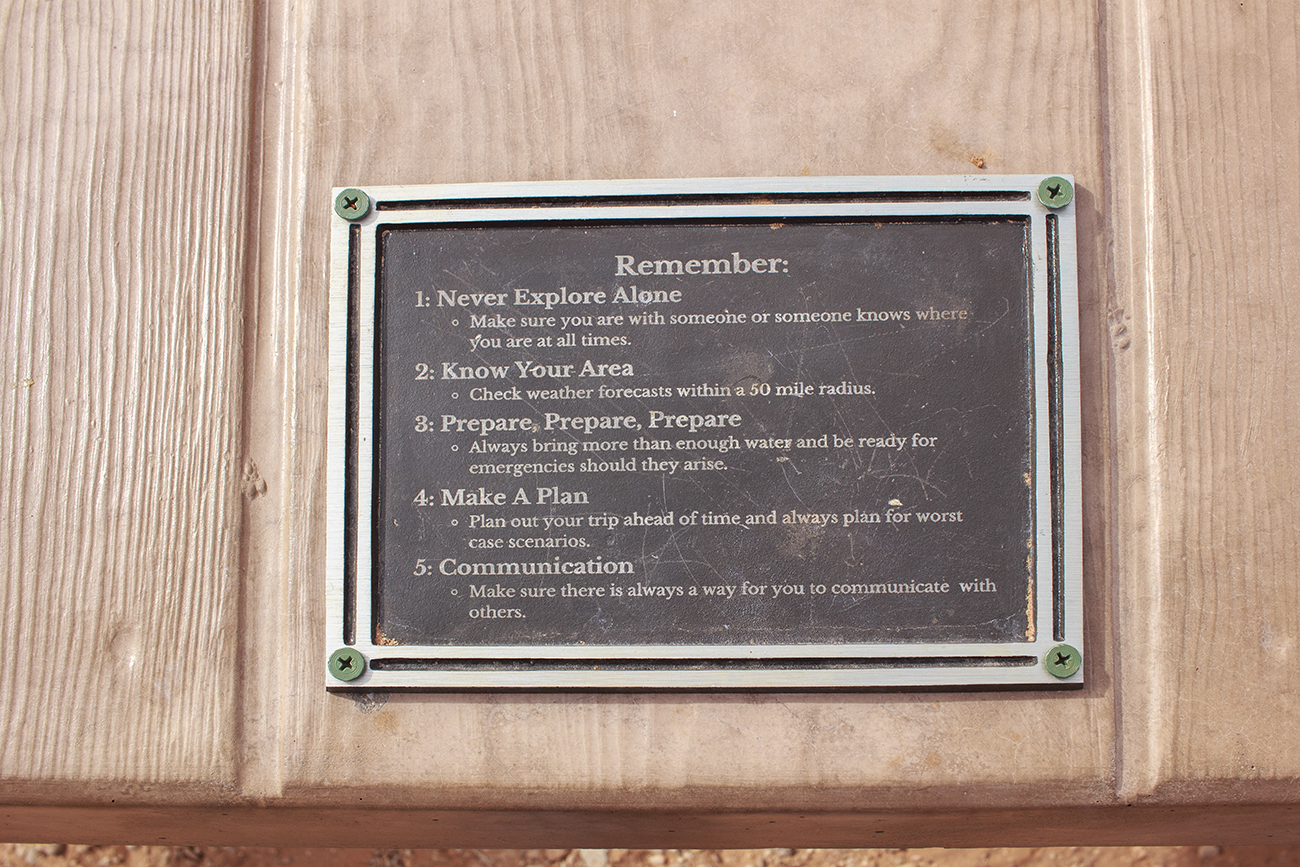 Remember:
1: Never Explore Alone
◦ Make sure you are with someone or someone knows where
you are at all times.
2: Know Your Area
◦ Check weather forecasts within a 50 mile radius.
3: Prepare, Prepare, Prepare
◦ Always bring more than enough water and be ready for
emergencies should they arise.
4: Make A Plan
◦ Plan out your trip ahead of time and always plan for worst
case scenarios.
5: Communication
◦ Make sure there is always a way for you to communicate with
others.